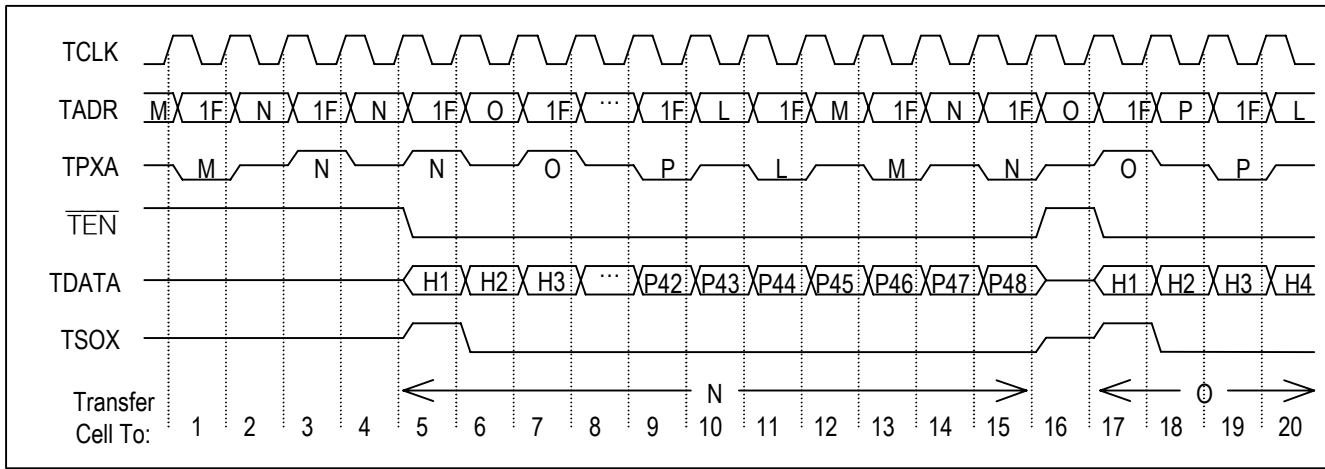 TCLK
TADR M 1F N 1F N 1F O 1F ... 1F L 1F M 1F N 1F O 1F P 1F L
TPXA M N N O P L M N O P
TEN
TDATA H1 H2 H3 ... P42 P43 P44 P45 P46 P47 P48 H1 H2 H3 H4
TSOX
N O
Transfer
Cell To: 1 2 3 4 5 6 7 8 9 10 11 12 13 14 15 16 17 18 19 20